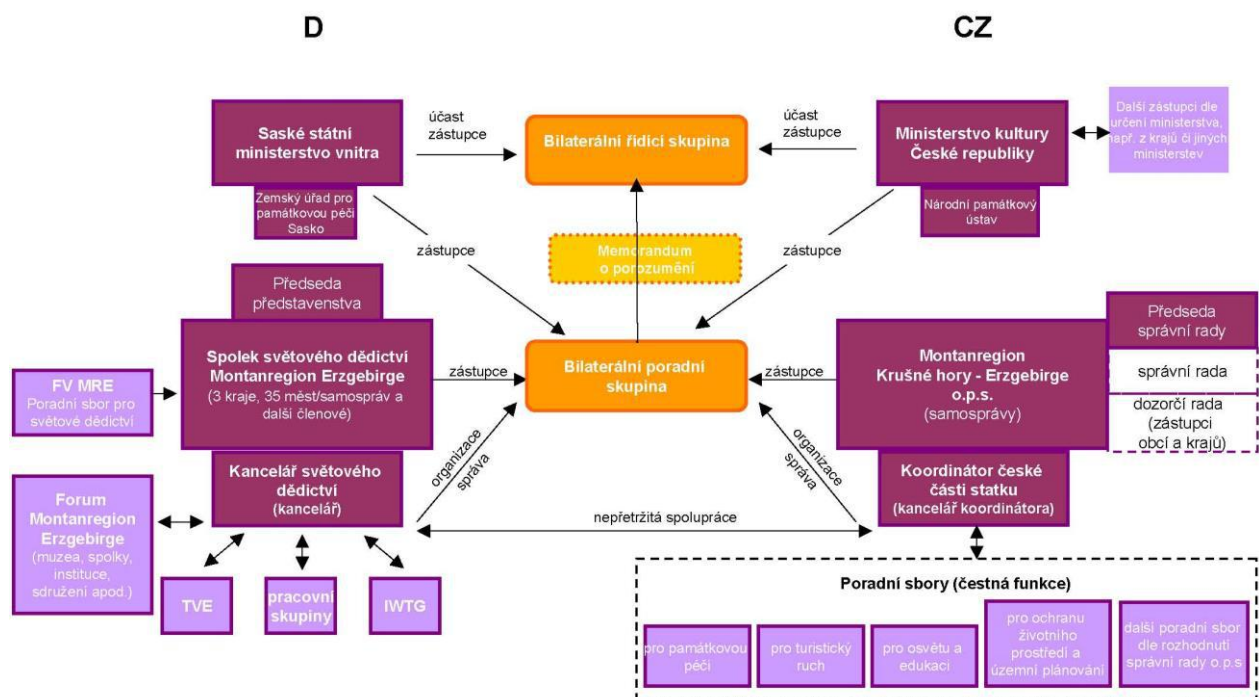 D
CZ
Saské státní
ministerstvo vnitra
Zemský úřad pro
památkovou péči
Sasko
účast
zástupce
Bilaterální řídící skupina
účast
zástupce
Ministerstvo kultury
České republiky
Národní památkový
ústav
Další zástupci dle
určení ministerstva,
např. z krajů či jiných
ministerstev
zástupce
Memorandum
o porozumění
zástupce
Předseda
představenstva
Spolek světového dědictví
Montanregion Erzgebirge
(3 kraje, 35 měst/samospráv a
další členové)
FV MRE
Poradní sbor pro
světové dědictví
zástupce
Bilaterální poradní
skupina
zástupce
Montanregion
Krušné hory - Erzgebirge
o.p.s.
(samosprávy)
Předseda
správní rady
správní rada
dozorčí rada
(zástupci
obcí a krajů)
Kancelář světového
dědictví
(kancelář)
organizace
správa
organizace
správa
Koordinátor české
části statku
(kancelář koordinátora)
Forum
Montanregion
Erzgebirge
(muzea, spolky,
instituce,
sdružení apod.)
nepřetržitá spolupráce
TVE
pracovní
skupiny
IWTG
Poradní sbory (čestná funkce)
pro památkovou
péči
pro turistický
ruch
pro osvětu a
edukaci
pro ochranu
životního
prostředí a
územní plánování
další poradní sbor
dle rozhodnutí
správní rady o.p.s